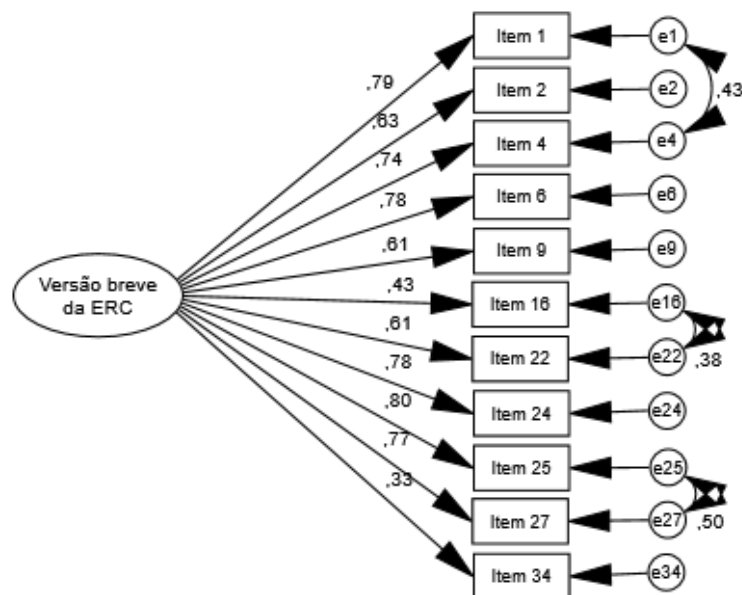 Item 1
e1
,79
Item 2
e2
,43
,63
Item 4
e4
,74
Item 6
e6
,78
Item 9
e9
,61
Versão breve
da ERC
,43
Item 16
e16
,61
Item 22
e22
,38
,78
Item 24
e24
,80
Item 25
e25
,77
,33
Item 27
e27
,50
Item 34
e34